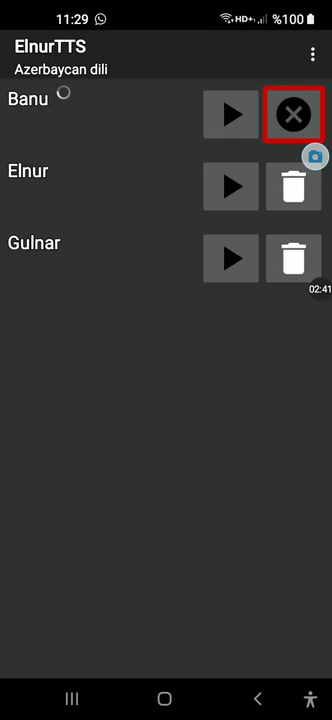 11:29
HD+
%100
ElnurTTS
Azerbaycan dili
Banu
Elnur
Gulnar
02:41